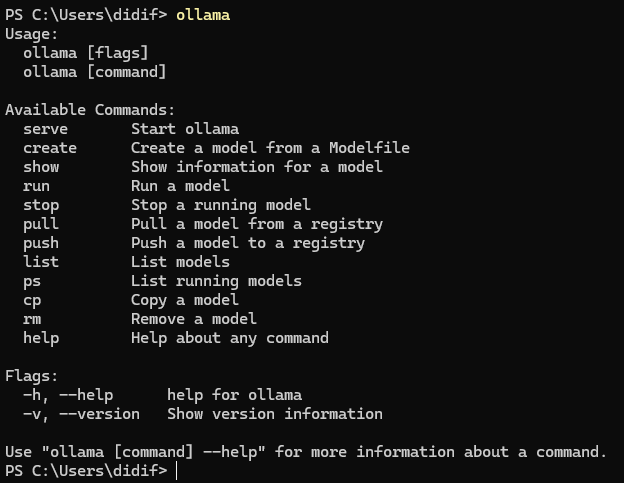 PS C:\Users\didif> ollama
Usage:
  ollama [flags]
  ollama [command]

Available Commands:
  serve       Start ollama
  create      Create a model from a Modelfile
  show        Show information for a model
  run         Run a model
  stop        Stop a running model
  pull        Pull a model from a registry
  push        Push a model to a registry
  list        List models
  ps          List running models
  cp          Copy a model
  rm          Remove a model
  help        Help about any command

Flags:
  -h, --help      help for ollama
  -v, --version   Show version information

Use "ollama [command] --help" for more information about a command.
PS C:\Users\didif>